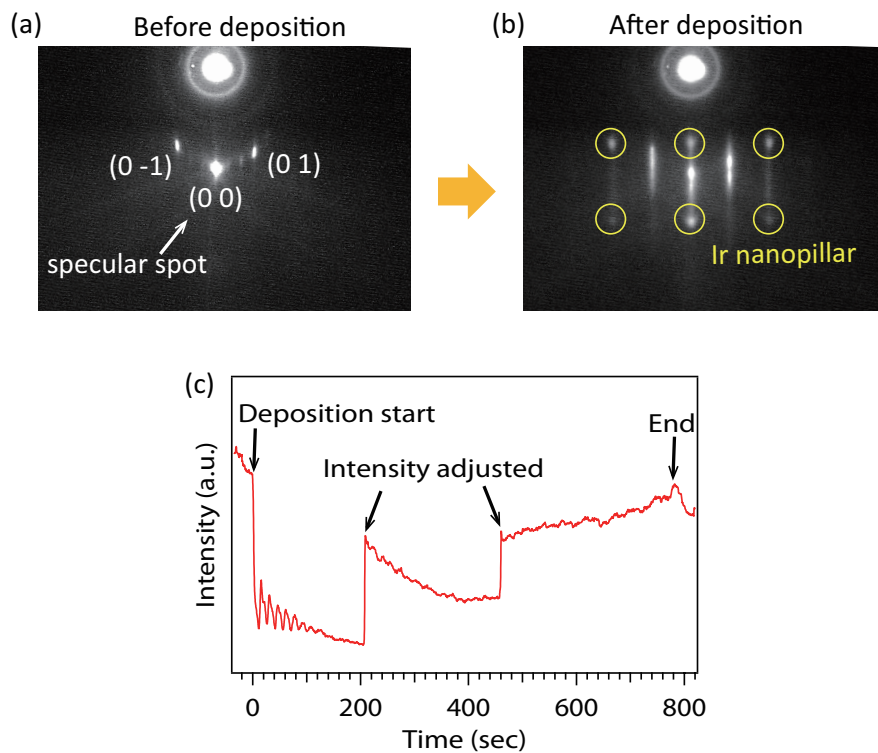 (a)
Before deposition
(0 -1)
(0 1)
(0 0)
specular spot
(b)
After deposition
Ir nanopillar
(c)
Deposition start
Intensity adjusted
End
Intensity (a.u.)
0
200
400
600
800
Time (sec)